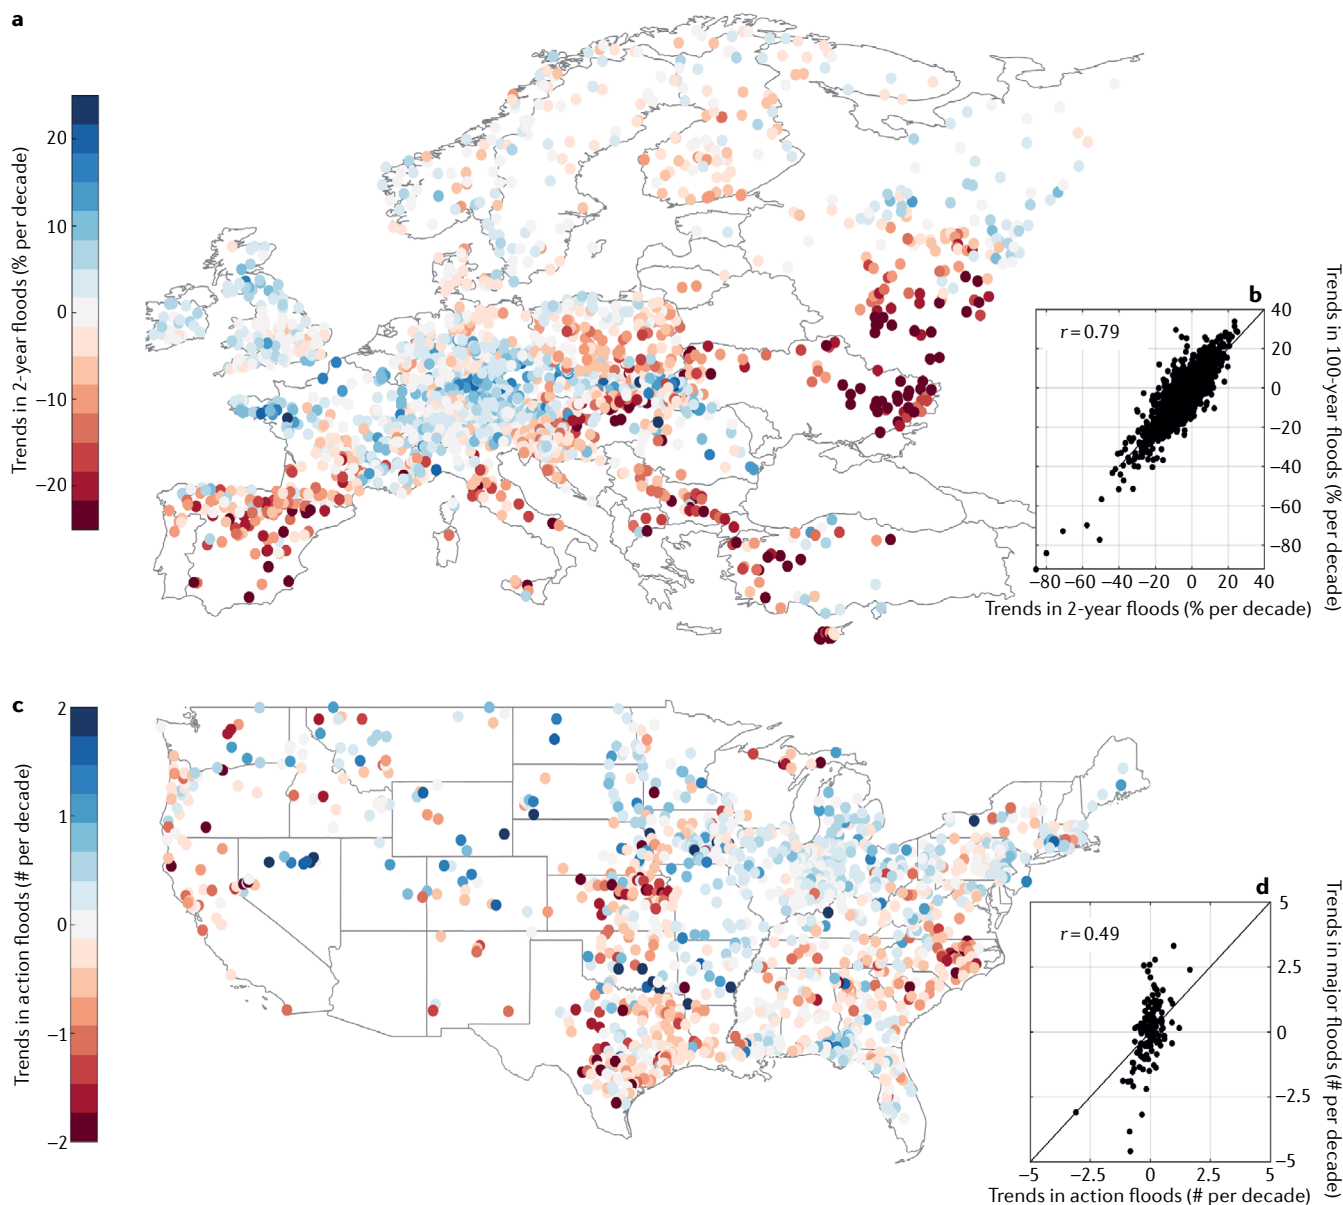 a
Trends in 2-year floods (% per decade)
20
10
0
−10
−20
b
r = 0.79
40
20
0
−20
−40
−60
−80
Trends in 100-year floods (% per decade)
−80 −60 −40 −20 0 20 40
Trends in 2-year floods (% per decade)
c
Trends in action floods (# per decade)
2
1
0
−1
−2
d
r = 0.49
5
2.5
0
−2.5
−5
Trends in major floods (# per decade)
−5 −2.5 0 2.5 5
Trends in action floods (# per decade)